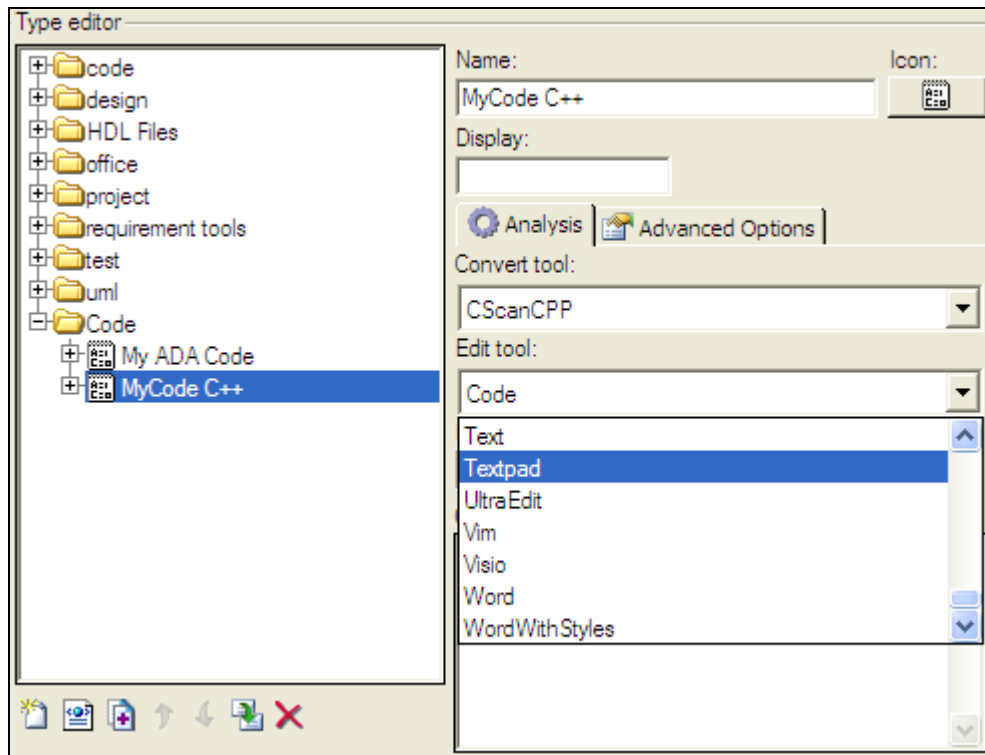 Type editor
code
design
HDL Files
office
project
requirement tools
test
uml
Code
My ADA Code
MyCode C++
Name:
Icon:
MyCode C++
Display:
Analysis
Advanced Options
Convert tool:
CScanCPP
Edit tool:
Code
Text
Textpad
UltraEdit
Vim
Visio
Word
WordWithStyles